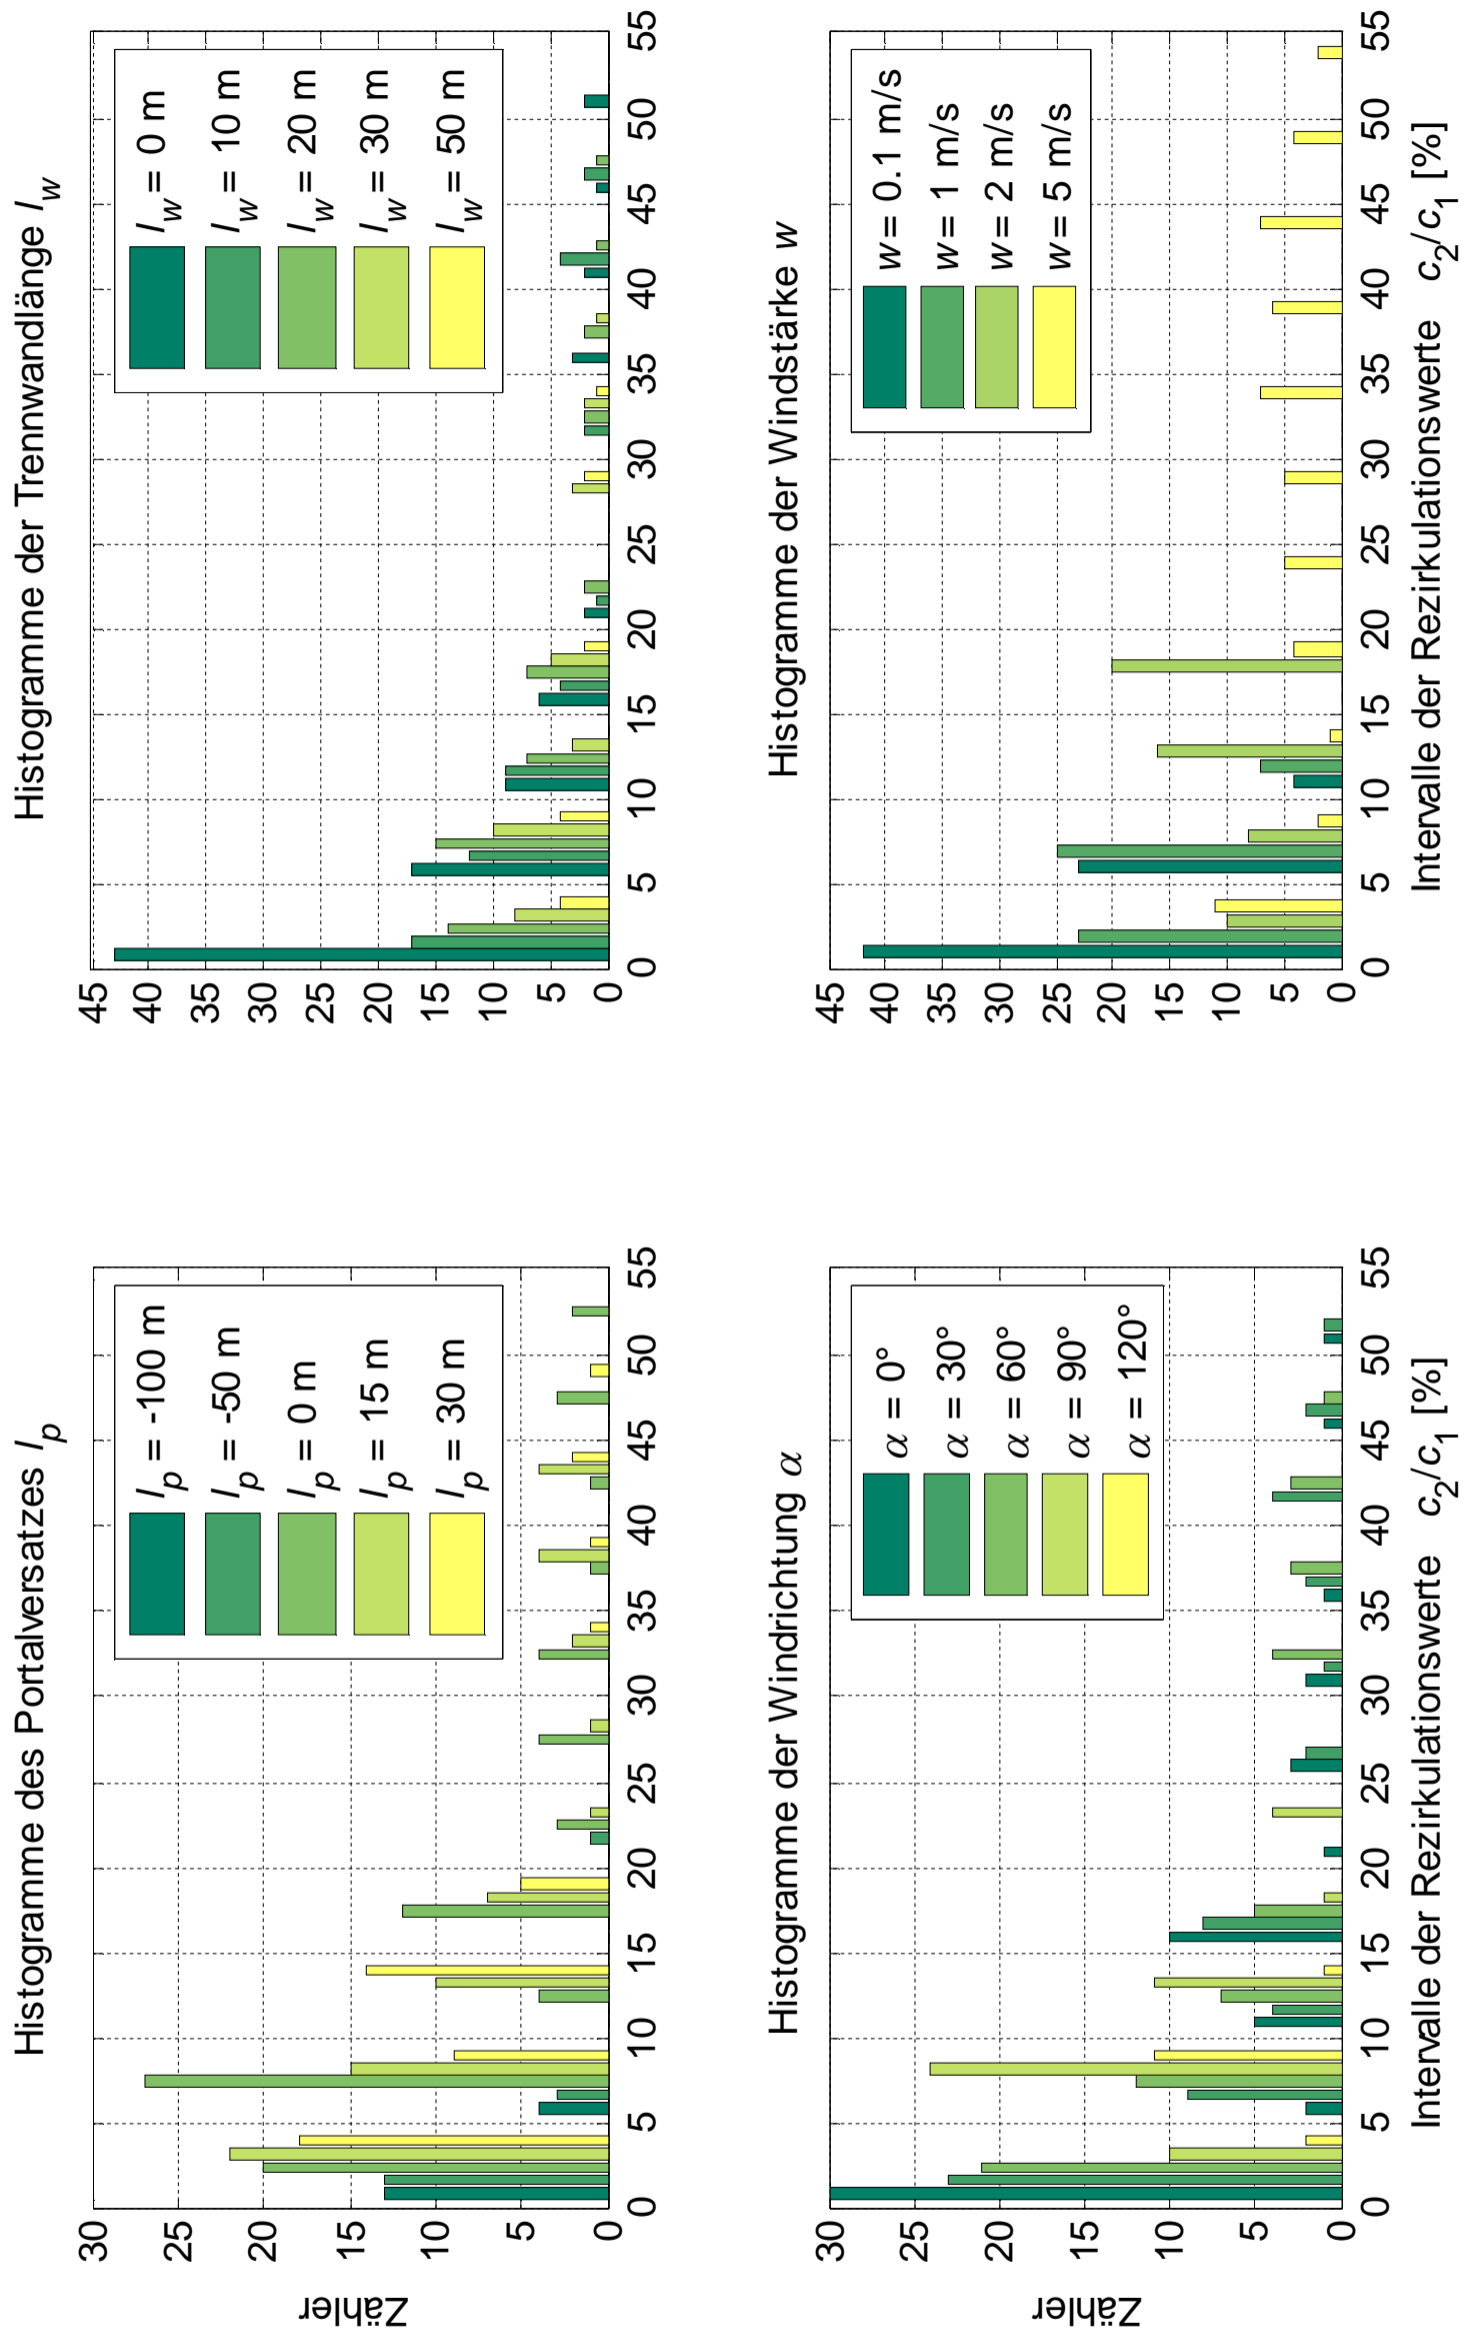 Histogramme des Portalversatzes l_p
30
25
20
15
10
5
0
Zähler
l_p = -100 m
l_p = -50 m
l_p = 0 m
l_p = 15 m
l_p = 30 m
0 5 10 15 20 25 30 35 40 45 50 55
Histogramme der Trennwandlänge l_w
45
40
35
30
25
20
15
10
5
0
l_w = 0 m
l_w = 10 m
l_w = 20 m
l_w = 30 m
l_w = 50 m
0 5 10 15 20 25 30 35 40 45 50 55
Histogramme der Windrichtung α
30
25
20
15
10
5
0
Zähler
α = 0°
α = 30°
α = 60°
α = 90°
α = 120°
0 5 10 15 20 25 30 35 40 45 50 55
Intervalle der Rezirkulationswerte c_2/c_1 [%]
Histogramme der Windstärke w
45
40
35
30
25
20
15
10
5
0
w = 0.1 m/s
w = 1 m/s
w = 2 m/s
w = 5 m/s
0 5 10 15 20 25 30 35 40 45 50 55
Intervalle der Rezirkulationswerte c_2/c_1 [%]